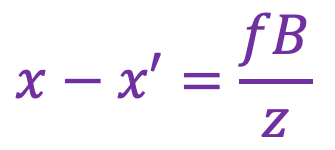 x − x′ = fB/z